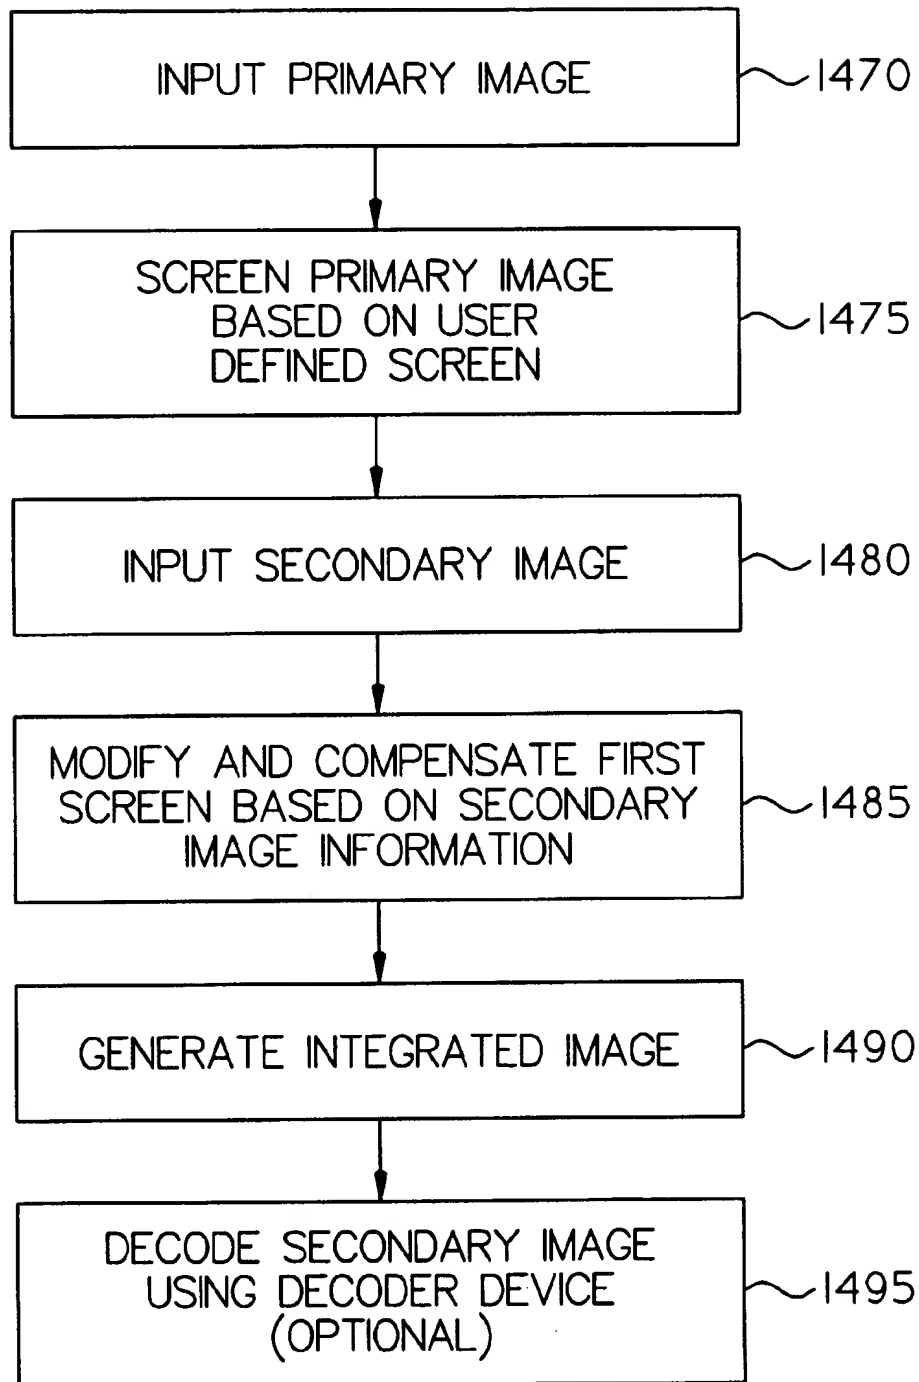 INPUT PRIMARY IMAGE
1470
SCREEN PRIMARY IMAGE
BASED ON USER
DEFINED SCREEN
1475
INPUT SECONDARY IMAGE
1480
MODIFY AND COMPENSATE FIRST
SCREEN BASED ON SECONDARY
IMAGE INFORMATION
1485
GENERATE INTEGRATED IMAGE
1490
DECODE SECONDARY IMAGE
USING DECODER DEVICE
(OPTIONAL)
1495